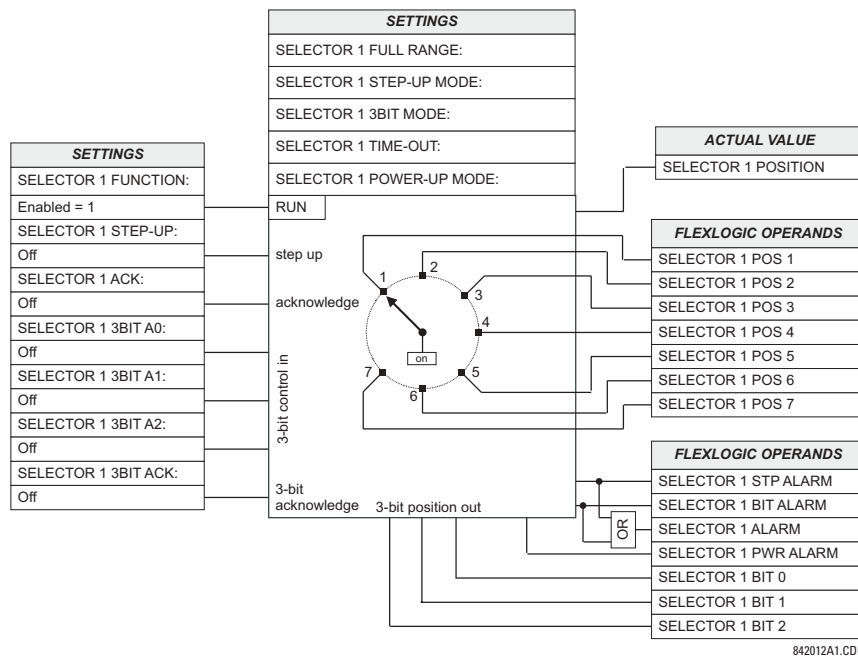 SETTINGS
SELECTOR 1 FULL RANGE:
SELECTOR 1 STEP-UP MODE:
SELECTOR 1 3BIT MODE:
SELECTOR 1 TIME-OUT:
SELECTOR 1 POWER-UP MODE:
SETTINGS
SELECTOR 1 FUNCTION:
Enabled = 1
SELECTOR 1 STEP-UP:
Off
SELECTOR 1 ACK:
Off
SELECTOR 1 3BIT A0:
Off
SELECTOR 1 3BIT A1:
Off
SELECTOR 1 3BIT A2:
Off
SELECTOR 1 3BIT ACK:
Off
RUN
step up
acknowledge
3-bit control in
3-bit
acknowledge
3-bit position out
1
2
3
4
5
6
7
on
ACTUAL VALUE
SELECTOR 1 POSITION
FLEXLOGIC OPERANDS
SELECTOR 1 POS 1
SELECTOR 1 POS 2
SELECTOR 1 POS 3
SELECTOR 1 POS 4
SELECTOR 1 POS 5
SELECTOR 1 POS 6
SELECTOR 1 POS 7
FLEXLOGIC OPERANDS
SELECTOR 1 STP ALARM
SELECTOR 1 BIT ALARM
SELECTOR 1 ALARM
SELECTOR 1 PWR ALARM
SELECTOR 1 BIT 0
SELECTOR 1 BIT 1
SELECTOR 1 BIT 2
OR
842012A1.CD